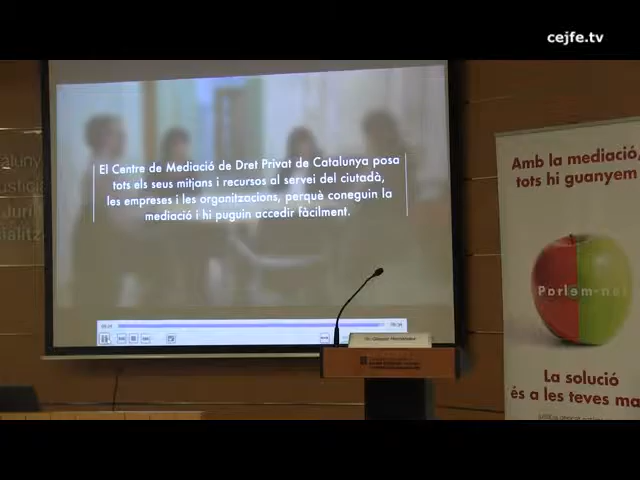 cejfe.tv
El Centre de Mediació de Dret Privat de Catalunya posa
tots els seus mitjans i recursos al servei del ciutadà,
les empreses i les organitzacions, perquè coneguin la
mediació i hi puguin accedir fàcilment.
Amb la mediació,
tots hi guanyem
Parlem-ne!
La solució
és a les teves ma